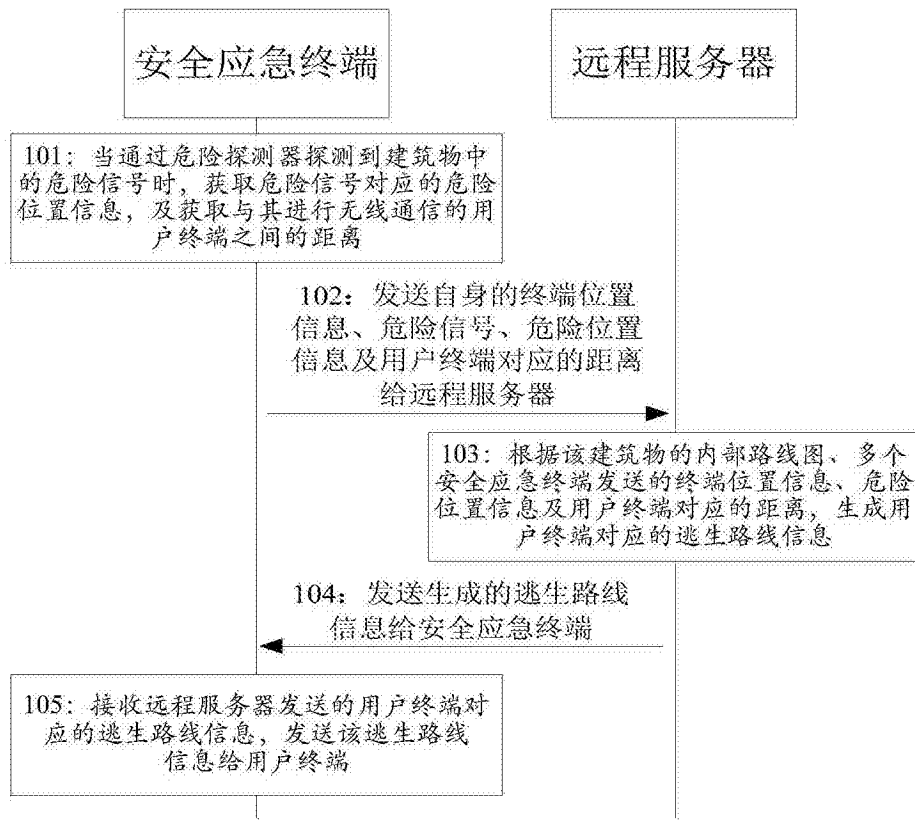 安全应急终端
远程服务器
101：当通过危险探测器探测到建筑物中
的危险信号时，获取危险信号对应的危险
位置信息，及获取与其进行无线通信的用
户终端之间的距离
102：发送自身的终端位置
信息、危险信号、危险位置
信息及用户终端对应的距离
给远程服务器
103：根据该建筑物的内部路线图、多个
安全应急终端发送的终端位置信息、危险
位置信息及用户终端对应的距离，生成用
户终端对应的逃生路线信息
104：发送生成的逃生路线
信息给安全应急终端
105：接收远程服务器发送的用户终端对
应的逃生路线信息，发送该逃生路线
信息给用户终端